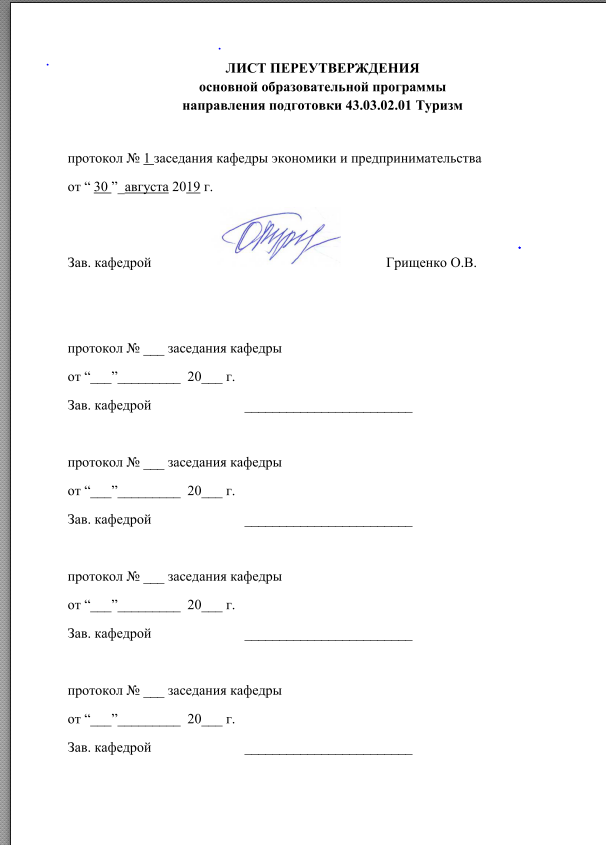 ЛИСТ ПЕРЕУТВЕРЖДЕНИЯ
основной образовательной программы
направления подготовки 43.03.02.01 Туризм
протокол № 1 заседания кафедры экономики и предпринимательства
от “ 30 ”_августа 2019 г.
Зав. кафедрой Грищенко О.В.
протокол № ___ заседания кафедры
от “___”_________ 20___ г.
Зав. кафедрой ________________________
протокол № ___ заседания кафедры
от “___”_________ 20___ г.
Зав. кафедрой ________________________
протокол № ___ заседания кафедры
от “___”_________ 20___ г.
Зав. кафедрой ________________________
протокол № ___ заседания кафедры
от “___”_________ 20___ г.
Зав. кафедрой ________________________